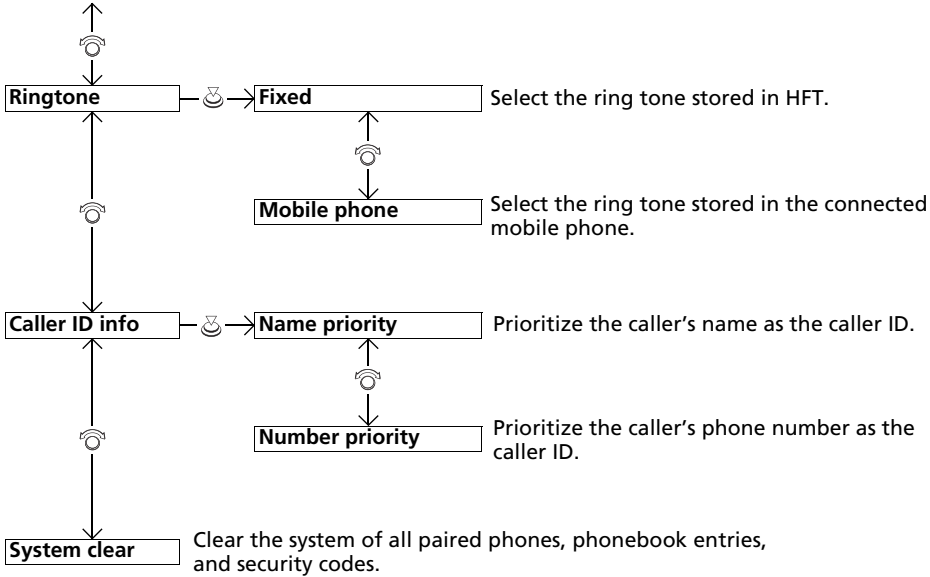 Ringtone
Fixed
Select the ring tone stored in HFT.
Mobile phone
Select the ring tone stored in the connected
mobile phone.
Caller ID info
Name priority
Prioritize the caller’s name as the caller ID.
Number priority
Prioritize the caller’s phone number as the
caller ID.
System clear
Clear the system of all paired phones, phonebook entries,
and security codes.